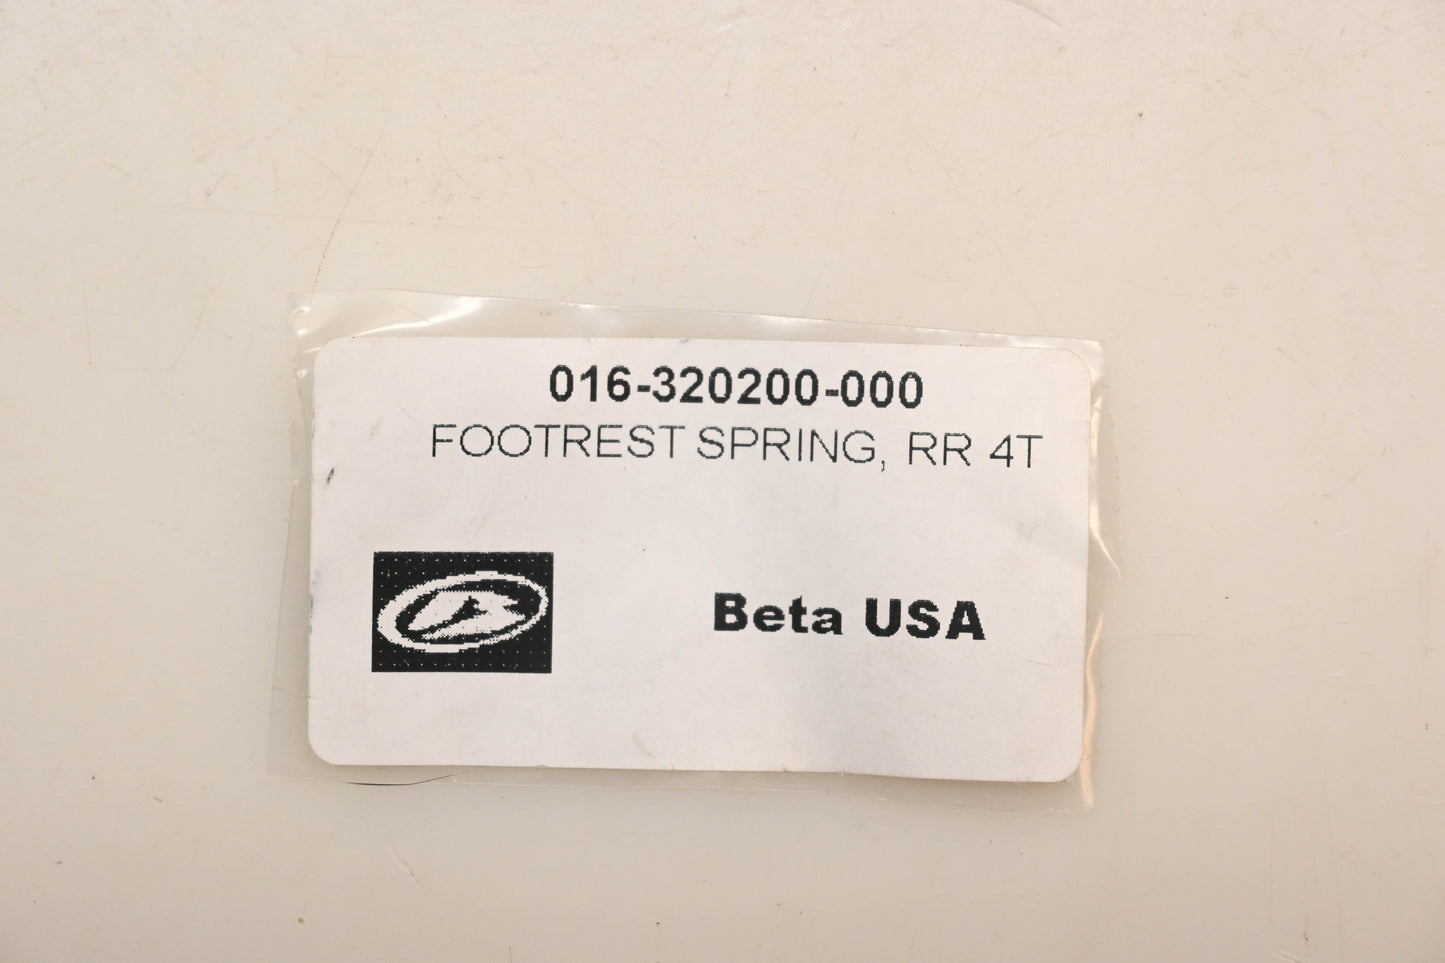 016-320200-000
FOOTREST SPRING, RR 4T
Beta USA